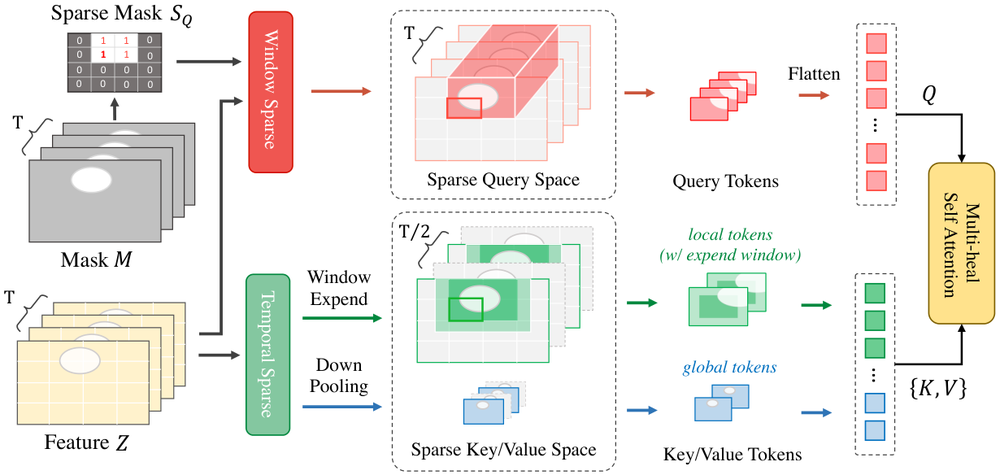 Sparse Mask S_Q
0 1 1 0
0 1 1 0
0 0 0 0
0 0 0 0
T
Mask M
T
Feature Z
Window Sparse
Temporal Sparse
Window
Expend
Down
Pooling
T
Sparse Query Space
T/2
Sparse Key/Value Space
Query Tokens
local tokens
(w/ expend window)
global tokens
Key/Value Tokens
Flatten
...
...
Q
{K, V}
Multi-heal
Self Attention